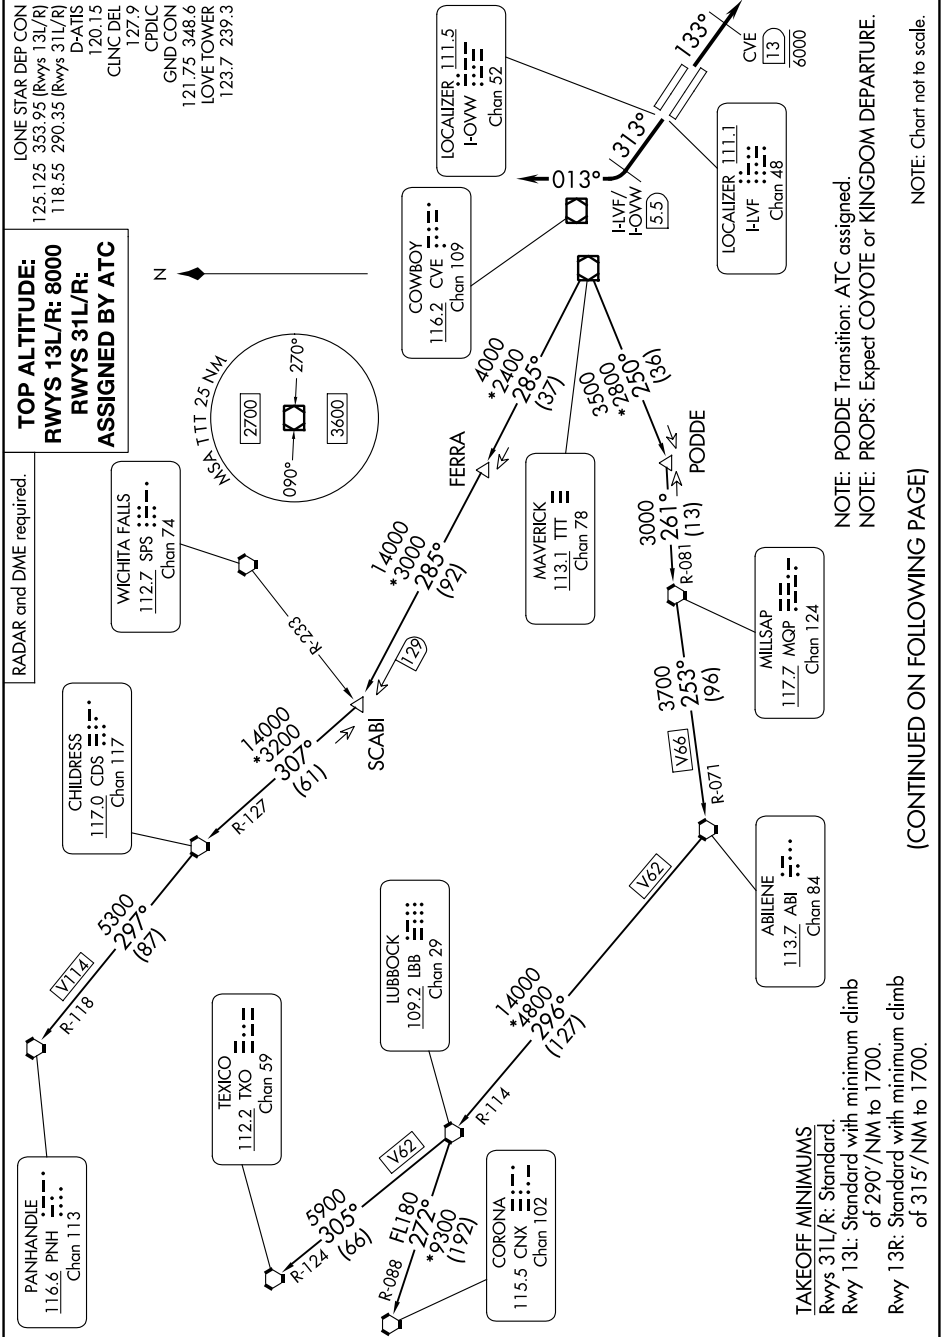 RADAR and DME required.
TOP ALTITUDE:
RWYS 13L/R: 8000
RWYS 31L/R:
ASSIGNED BY ATC
LONE STAR DEP CON
125.125 353.95 (Rwys 13L/R)
118.55 290.35 (Rwys 31L/R)
D-ATIS
120.15
CLNC DEL
127.9
CPDLC
GND CON
121.75 348.6
LOVE TOWER
123.7 239.3
N
MSA TTT 25 NM
2700
090°
270°
3600
PANHANDLE
116.6 PNH
Chan 113
R-118
V114
5300
297°
(87)
CHILDRESS
117.0 CDS
Chan 117
R-127
14000
*3200
307°
(61)
WICHITA FALLS
112.7 SPS
Chan 74
R-233
SCABI
129
14000
*3000
285°
(92)
FERRA
4000
*2400
285°
(37)
COWBOY
116.2 CVE
Chan 109
LOCALIZER 111.5
I-OVW
Chan 52
013°
313°
133°
CVE
13
6000
I-LVF/
I-OVW
5.5
LOCALIZER 111.1
I-LVF
Chan 48
MAVERICK
113.1 TTT
Chan 78
3500
*2800
250°
(36)
PODDE
3000
261°
(13)
R-081
MILLSAP
117.7 MQP
Chan 124
3700
253°
(96)
V66
R-071
ABILENE
113.7 ABI
Chan 84
V62
14000
*4800
296°
(127)
R-114
LUBBOCK
109.2 LBB
Chan 29
TEXICO
112.2 TXO
Chan 59
V62
5900
305°
(66)
R-124
FL180
272°
*9300
(192)
R-088
CORONA
115.5 CNX
Chan 102
TAKEOFF MINIMUMS
Rwys 31L/R: Standard.
Rwy 13L: Standard with minimum climb
of 290'/NM to 1700.
Rwy 13R: Standard with minimum climb
of 315'/NM to 1700.
NOTE: PODDE Transition: ATC assigned.
NOTE: PROPS: Expect COYOTE or KINGDOM DEPARTURE.
NOTE: Chart not to scale.
(CONTINUED ON FOLLOWING PAGE)